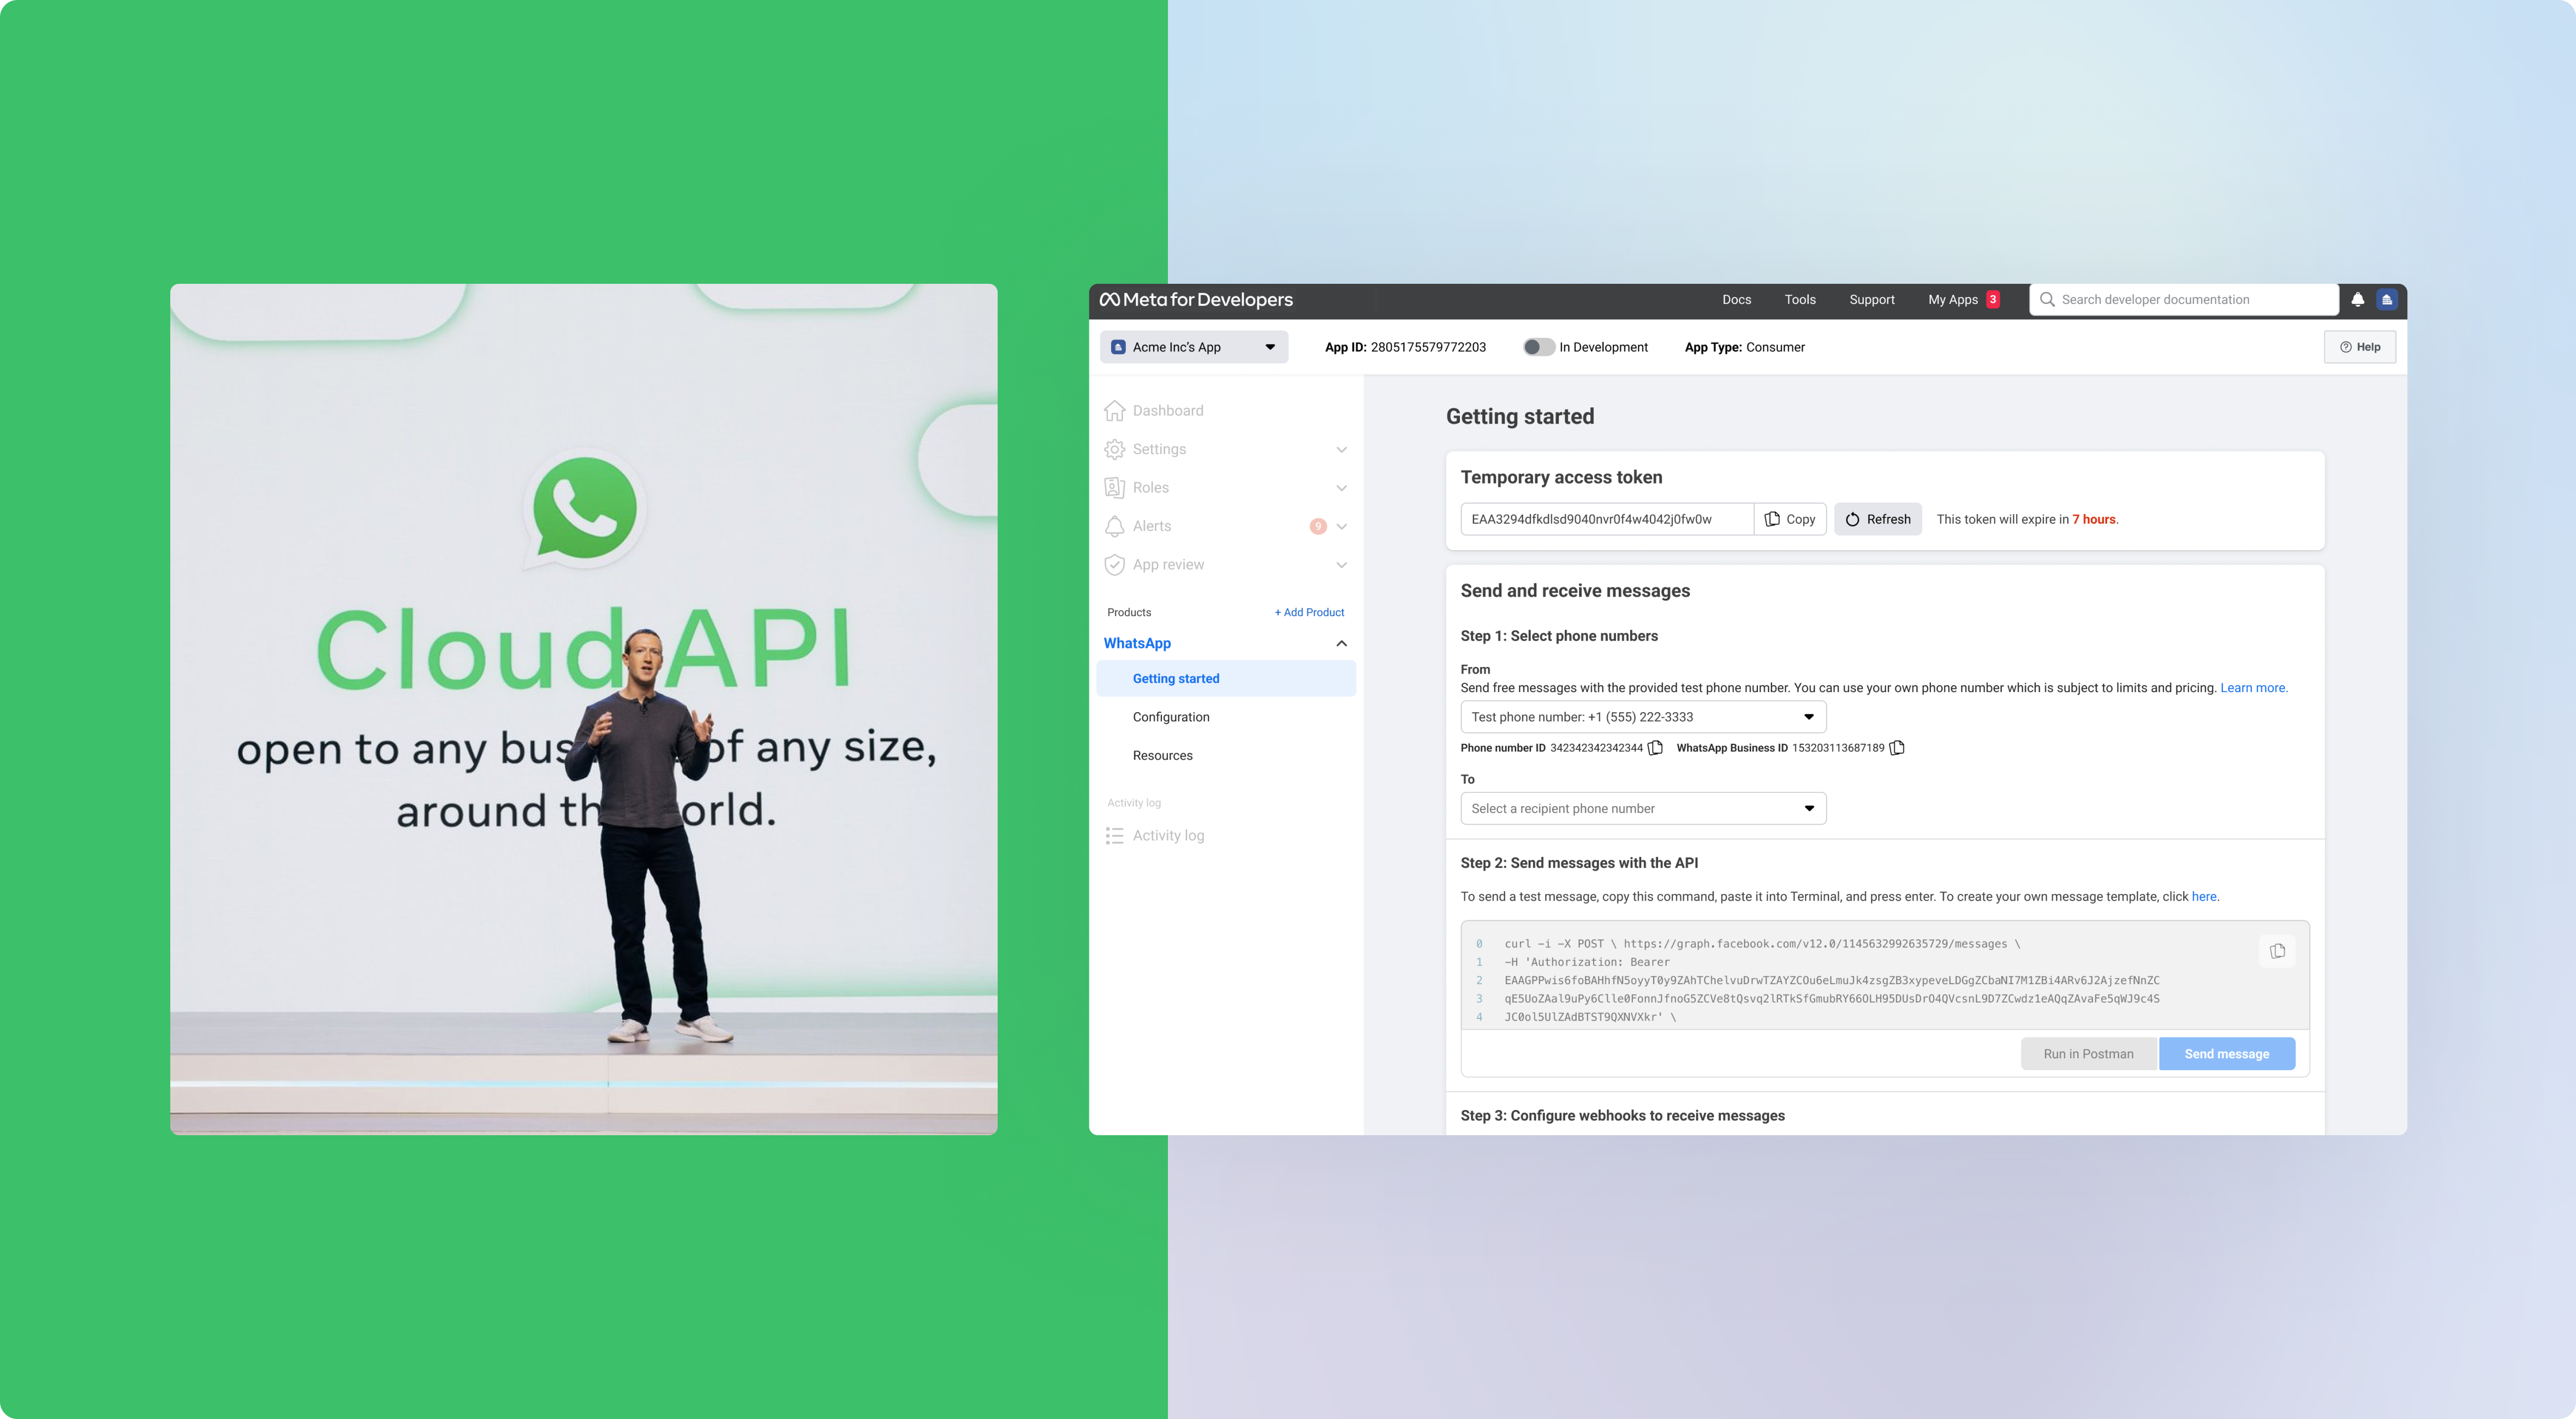 Cloud API
open to any bus of any size,
around th orld.
Meta for Developers
Docs
Tools
Support
My Apps 3
Search developer documentation
Acme Inc's App
App ID: 2805175579772203
In Development
App Type: Consumer
Help
Dashboard
Settings
Roles
Alerts 9
App review
Products
+ Add Product
WhatsApp
Getting started
Configuration
Resources
Activity log
Activity log
Getting started
Temporary access token
EAA3294dfkdlsd9040nvr0f4w4042j0fw0w
Copy
Refresh
This token will expire in 7 hours.
Send and receive messages
Step 1: Select phone numbers
From
Send free messages with the provided test phone number. You can use your own phone number which is subject to limits and pricing. Learn more.
Test phone number: +1 (555) 222-3333
Phone number ID 342342342342344 WhatsApp Business ID 153203113687189
To
Select a recipient phone number
Step 2: Send messages with the API
To send a test message, copy this command, paste it into Terminal, and press enter. To create your own message template, click here.
0 curl -i -X POST \ https://graph.facebook.com/v12.0/1145632992635729/messages \
1 -H 'Authorization: Bearer
2 EAAGPPwis6foBAHhfN5oyyT0y9ZAhTChelvuDrwTZAYZCOu6eLmuJk4zsgZB3xypeveLDGgZCbaNI7M1ZBi4ARv6J2AjzefNnZC
3 qE5UoZAal9uPy6Clle0FonnJfnoG5ZCVe8tQsvq2lRTkSfGmubRY66OLH95DUsDrO4QVcsnL9D7ZCwdz1eAQqZAvaFe5qWJ9c4S
4 JC0ol5UlZAdBTST9QXNVXkr' \
Run in Postman
Send message
Step 3: Configure webhooks to receive messages